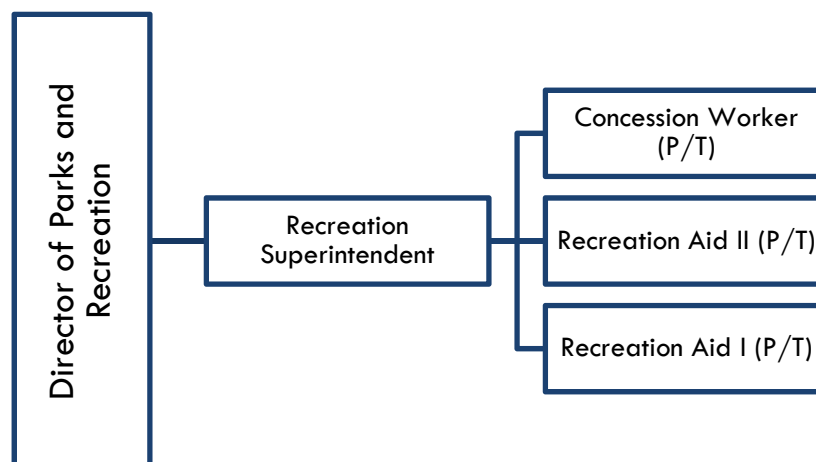 Director of Parks and
Recreation
Recreation
Superintendent
Concession Worker
(P/T)
Recreation Aid II (P/T)
Recreation Aid I (P/T)